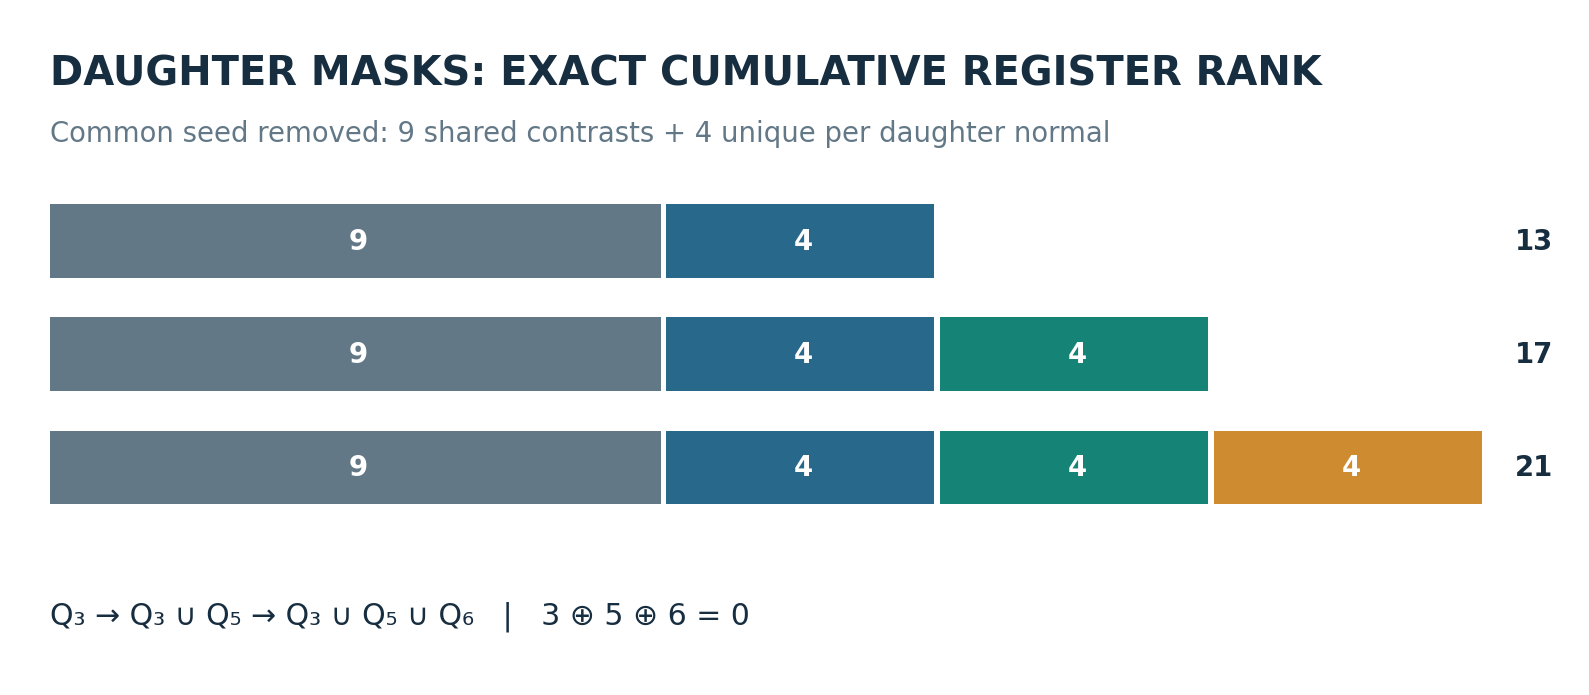 DAUGHTER MASKS: EXACT CUMULATIVE REGISTER RANK
Common seed removed: 9 shared contrasts + 4 unique per daughter normal
9 4 13
9 4 4 17
9 4 4 4 21
Q₃ → Q₃ ∪ Q₅ → Q₃ ∪ Q₅ ∪ Q₆ | 3 ⊕ 5 ⊕ 6 = 0